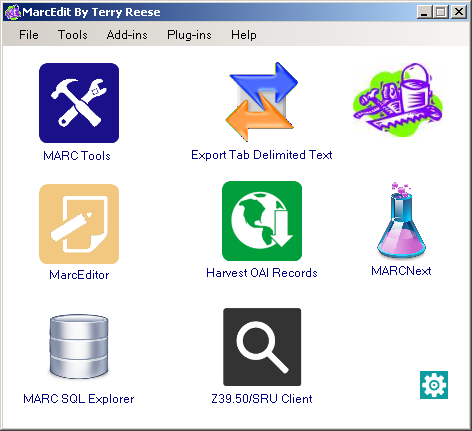 MarcEdit By Terry Reese
File Tools Add-ins Plug-ins Help
MARC Tools
Export Tab Delimited Text
MarcEditor
Harvest OAI Records
MARCNext
MARC SQL Explorer
Z39.50/SRU Client